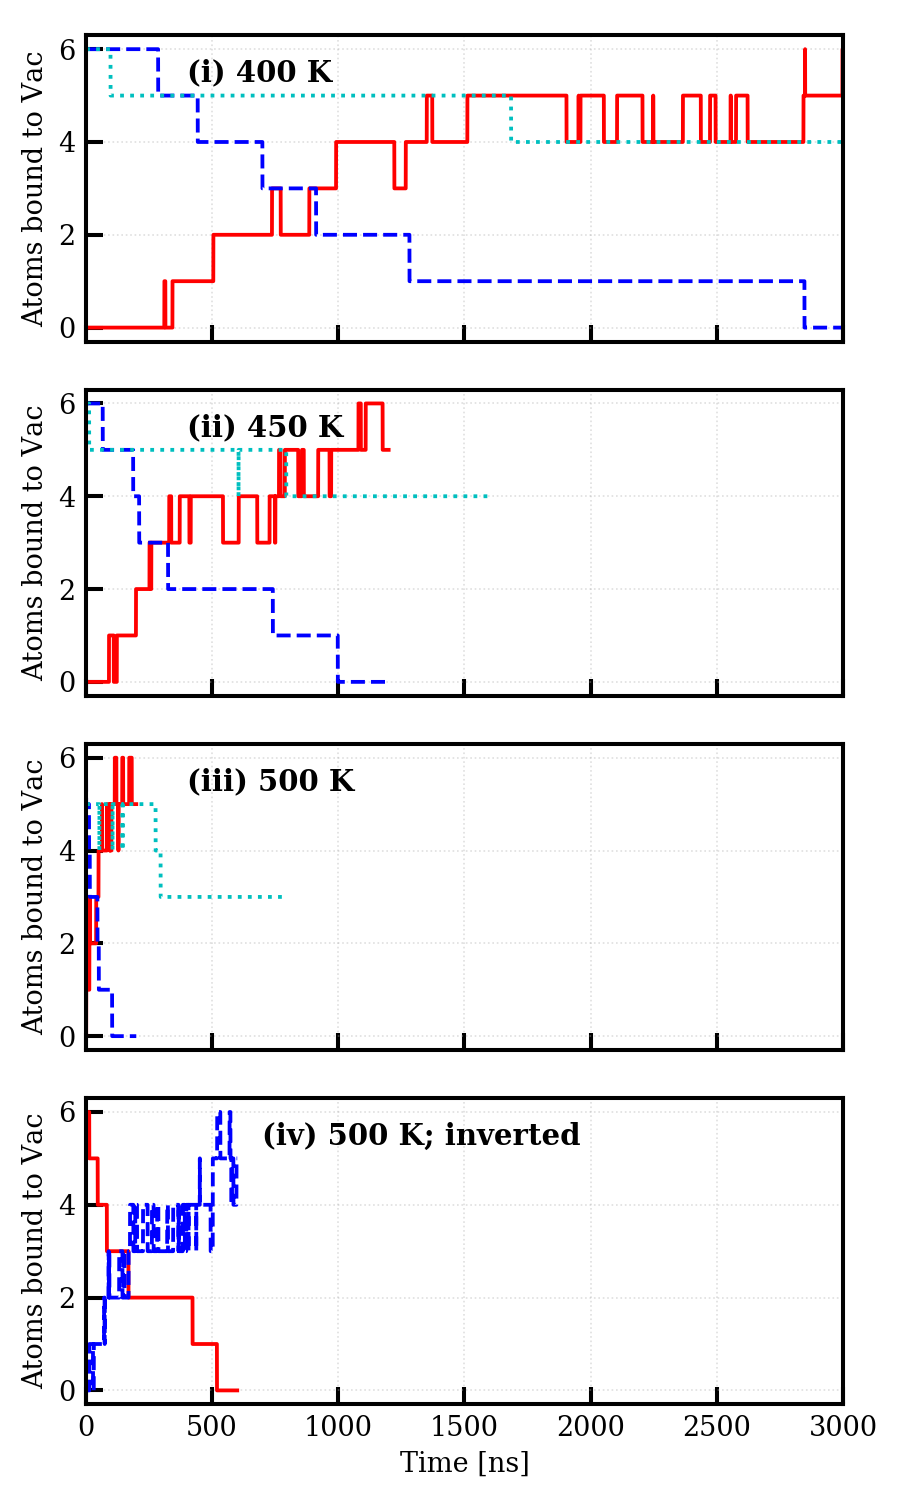 (i) 400 K
Atoms bound to Vac
6
4
2
0
(ii) 450 K
Atoms bound to Vac
6
4
2
0
(iii) 500 K
Atoms bound to Vac
6
4
2
0
(iv) 500 K; inverted
Atoms bound to Vac
6
4
2
0
0 500 1000 1500 2000 2500 3000
Time [ns]